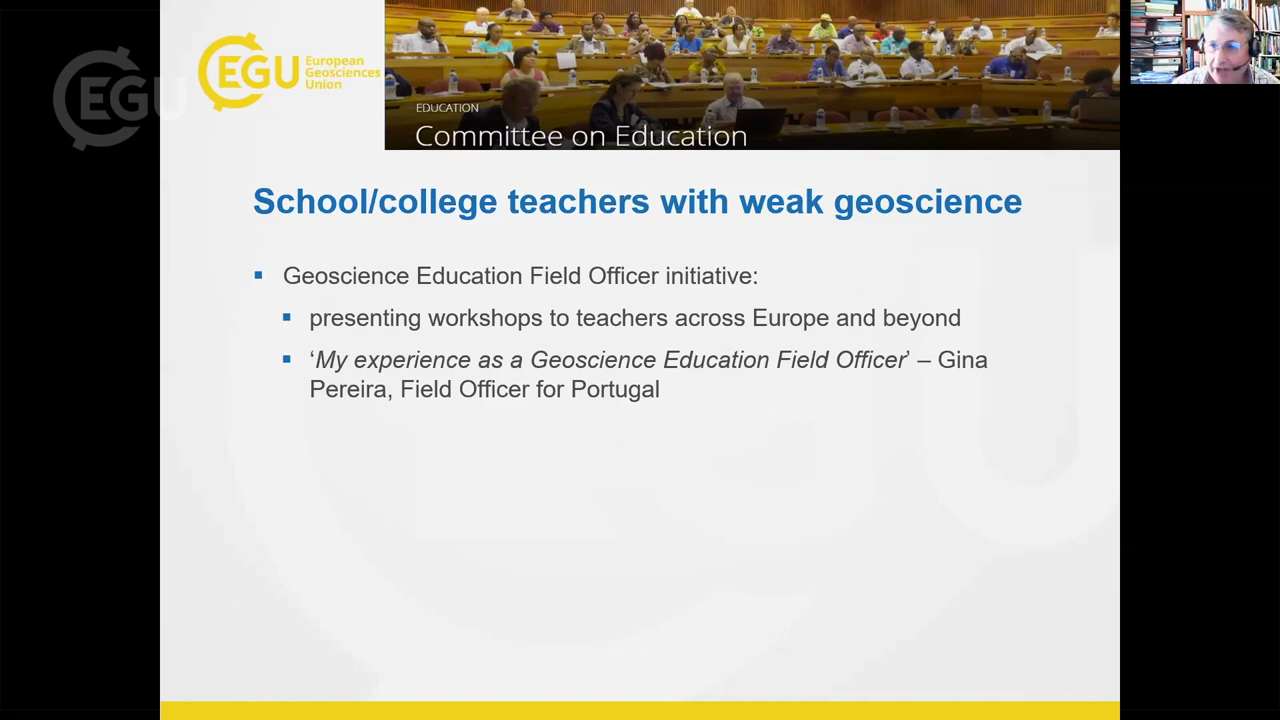 EGU
EGU
European
Geosciences
Union
EDUCATION
Committee on Education
School/college teachers with weak geoscience
▪ Geoscience Education Field Officer initiative:
▪ presenting workshops to teachers across Europe and beyond
▪ ‘My experience as a Geoscience Education Field Officer’ – Gina
Pereira, Field Officer for Portugal